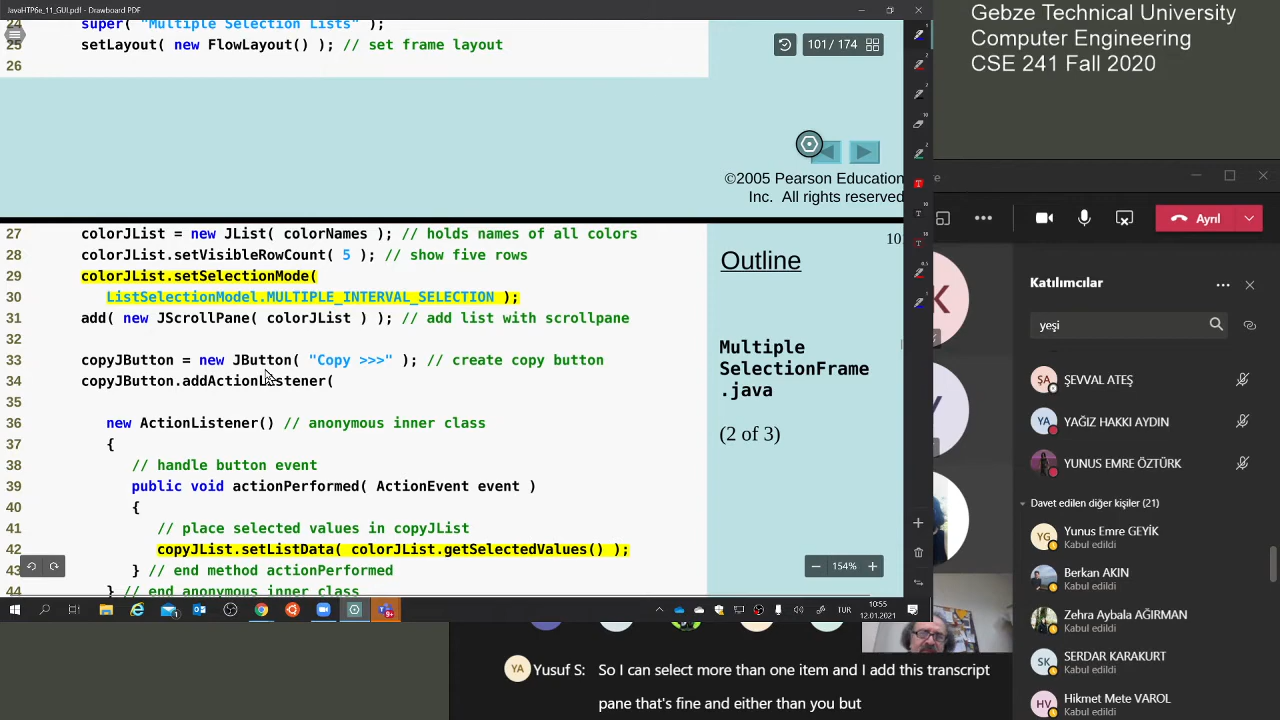 JavaHTP6e_11_GUI.pdf - Drawboard PDF
super( "Multiple Selection Lists" );
25 setLayout( new FlowLayout() ); // set frame layout
26
101 / 174
©2005 Pearson Education
Inc. All rights reserved
27 colorJList = new JList( colorNames ); // holds names of all colors
28 colorJList.setVisibleRowCount( 5 ); // show five rows
29 colorJList.setSelectionMode(
30 ListSelectionModel.MULTIPLE_INTERVAL_SELECTION );
31 add( new JScrollPane( colorJList ) ); // add list with scrollpane
32
33 copyJButton = new JButton( "Copy >>>" ); // create copy button
34 copyJButton.addActionListener(
35
36 new ActionListener() // anonymous inner class
37 {
38 // handle button event
39 public void actionPerformed( ActionEvent event )
40 {
41 // place selected values in copyJList
42 copyJList.setListData( colorJList.getSelectedValues() );
43 } // end method actionPerformed
44 } // end anonymous inner class
10
Outline
Multiple
SelectionFrame
.java
(2 of 3)
154%
TUR
10:55
12.01.2021
Gebze Technical University
Computer Engineering
CSE 241 Fall 2020
Ayrıl
Katılımcılar
yeşi
ŞA ŞEVVAL ATEŞ
YA YAĞIZ HAKKI AYDIN
YUNUS EMRE ÖZTÜRK
Davet edilen diğer kişiler (21)
YG Yunus Emre GEYİK
Kabul edildi
Berkan AKIN
Kabul edildi
Zehra Aybala AĞIRMAN
Kabul edildi
SK SERDAR KARAKURT
Kabul edildi
HV Hikmet Mete VAROL
Kabul edildi
YA Yusuf S: So I can select more than one item and I add this transcript
pane that's fine and either than you but